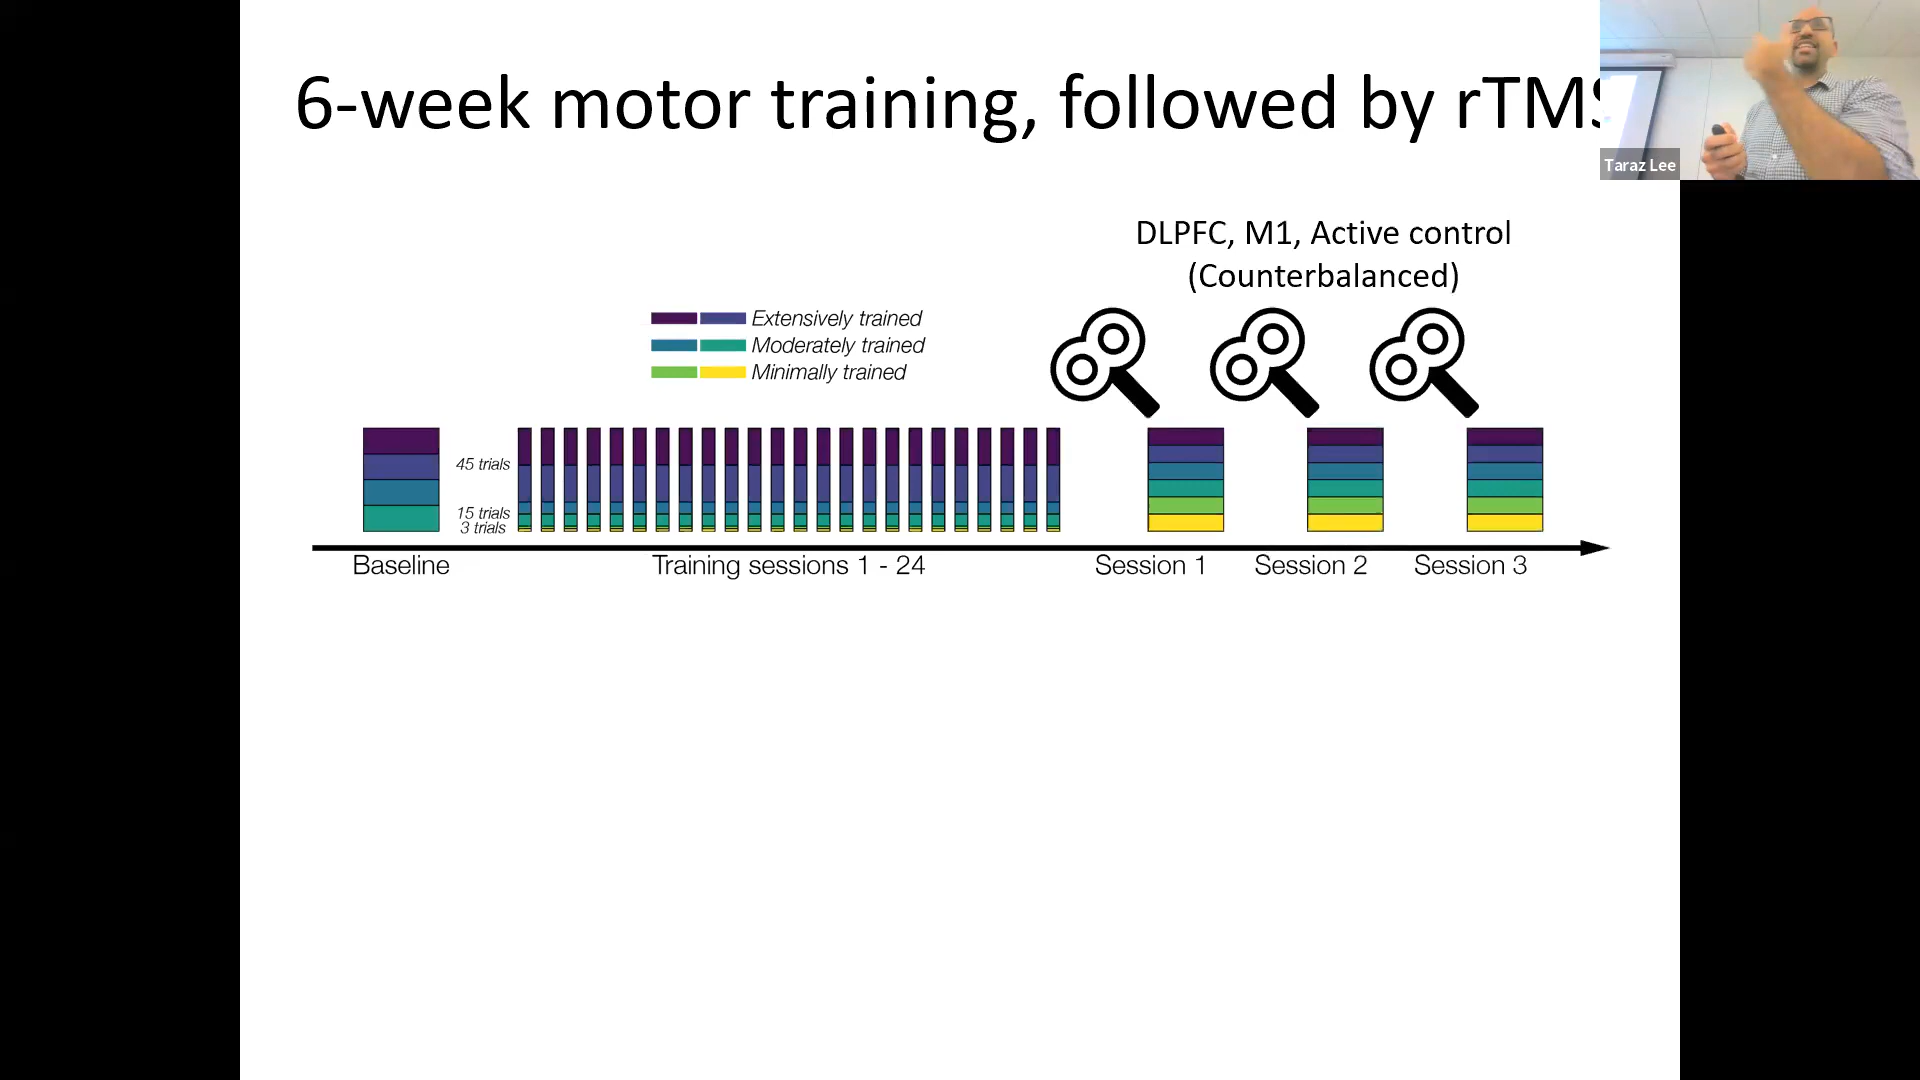 6-week motor training, followed by rTMS
Taraz Lee
DLPFC, M1, Active control
(Counterbalanced)
Extensively trained
Moderately trained
Minimally trained
45 trials
15 trials
3 trials
Baseline
Training sessions 1 - 24
Session 1
Session 2
Session 3